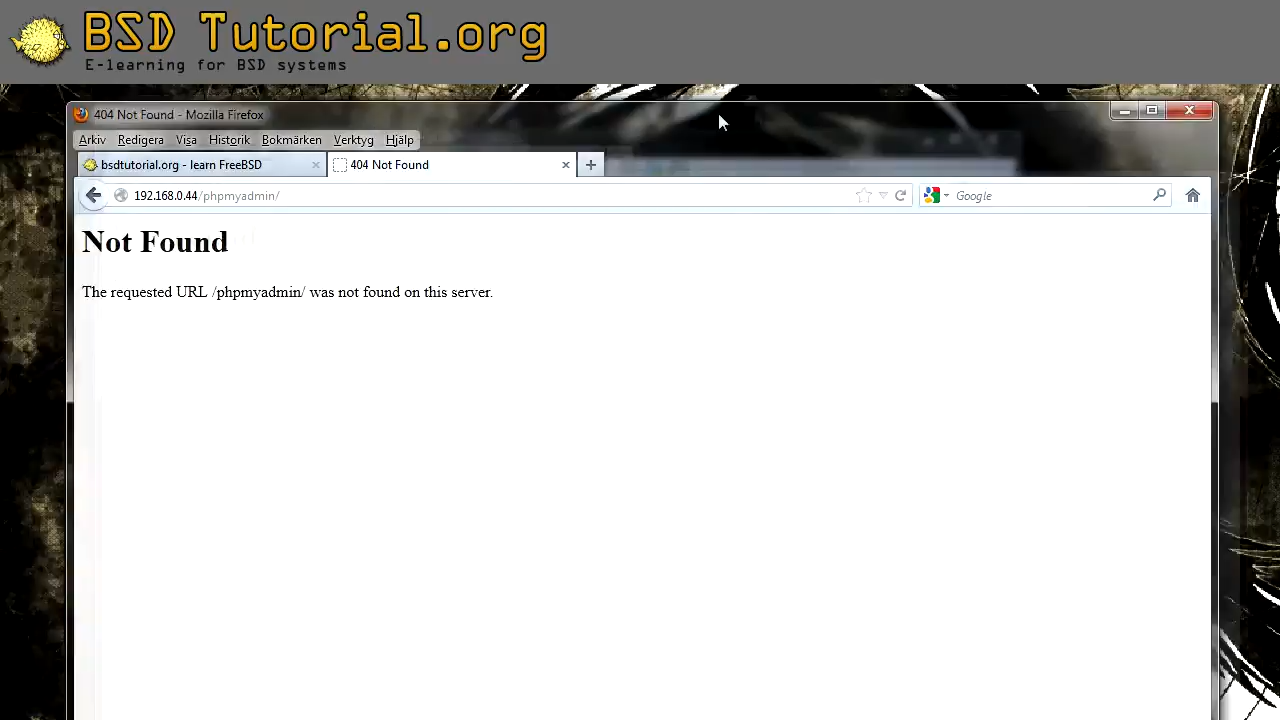 BSD Tutorial.org
E-learning for BSD systems
404 Not Found - Mozilla Firefox
Arkiv Redigera Visa Historik Bokmärken Verktyg Hjälp
bsdtutorial.org - learn FreeBSD 404 Not Found
192.168.0.44/phpmyadmin/ Google
Not Found
The requested URL /phpmyadmin/ was not found on this server.